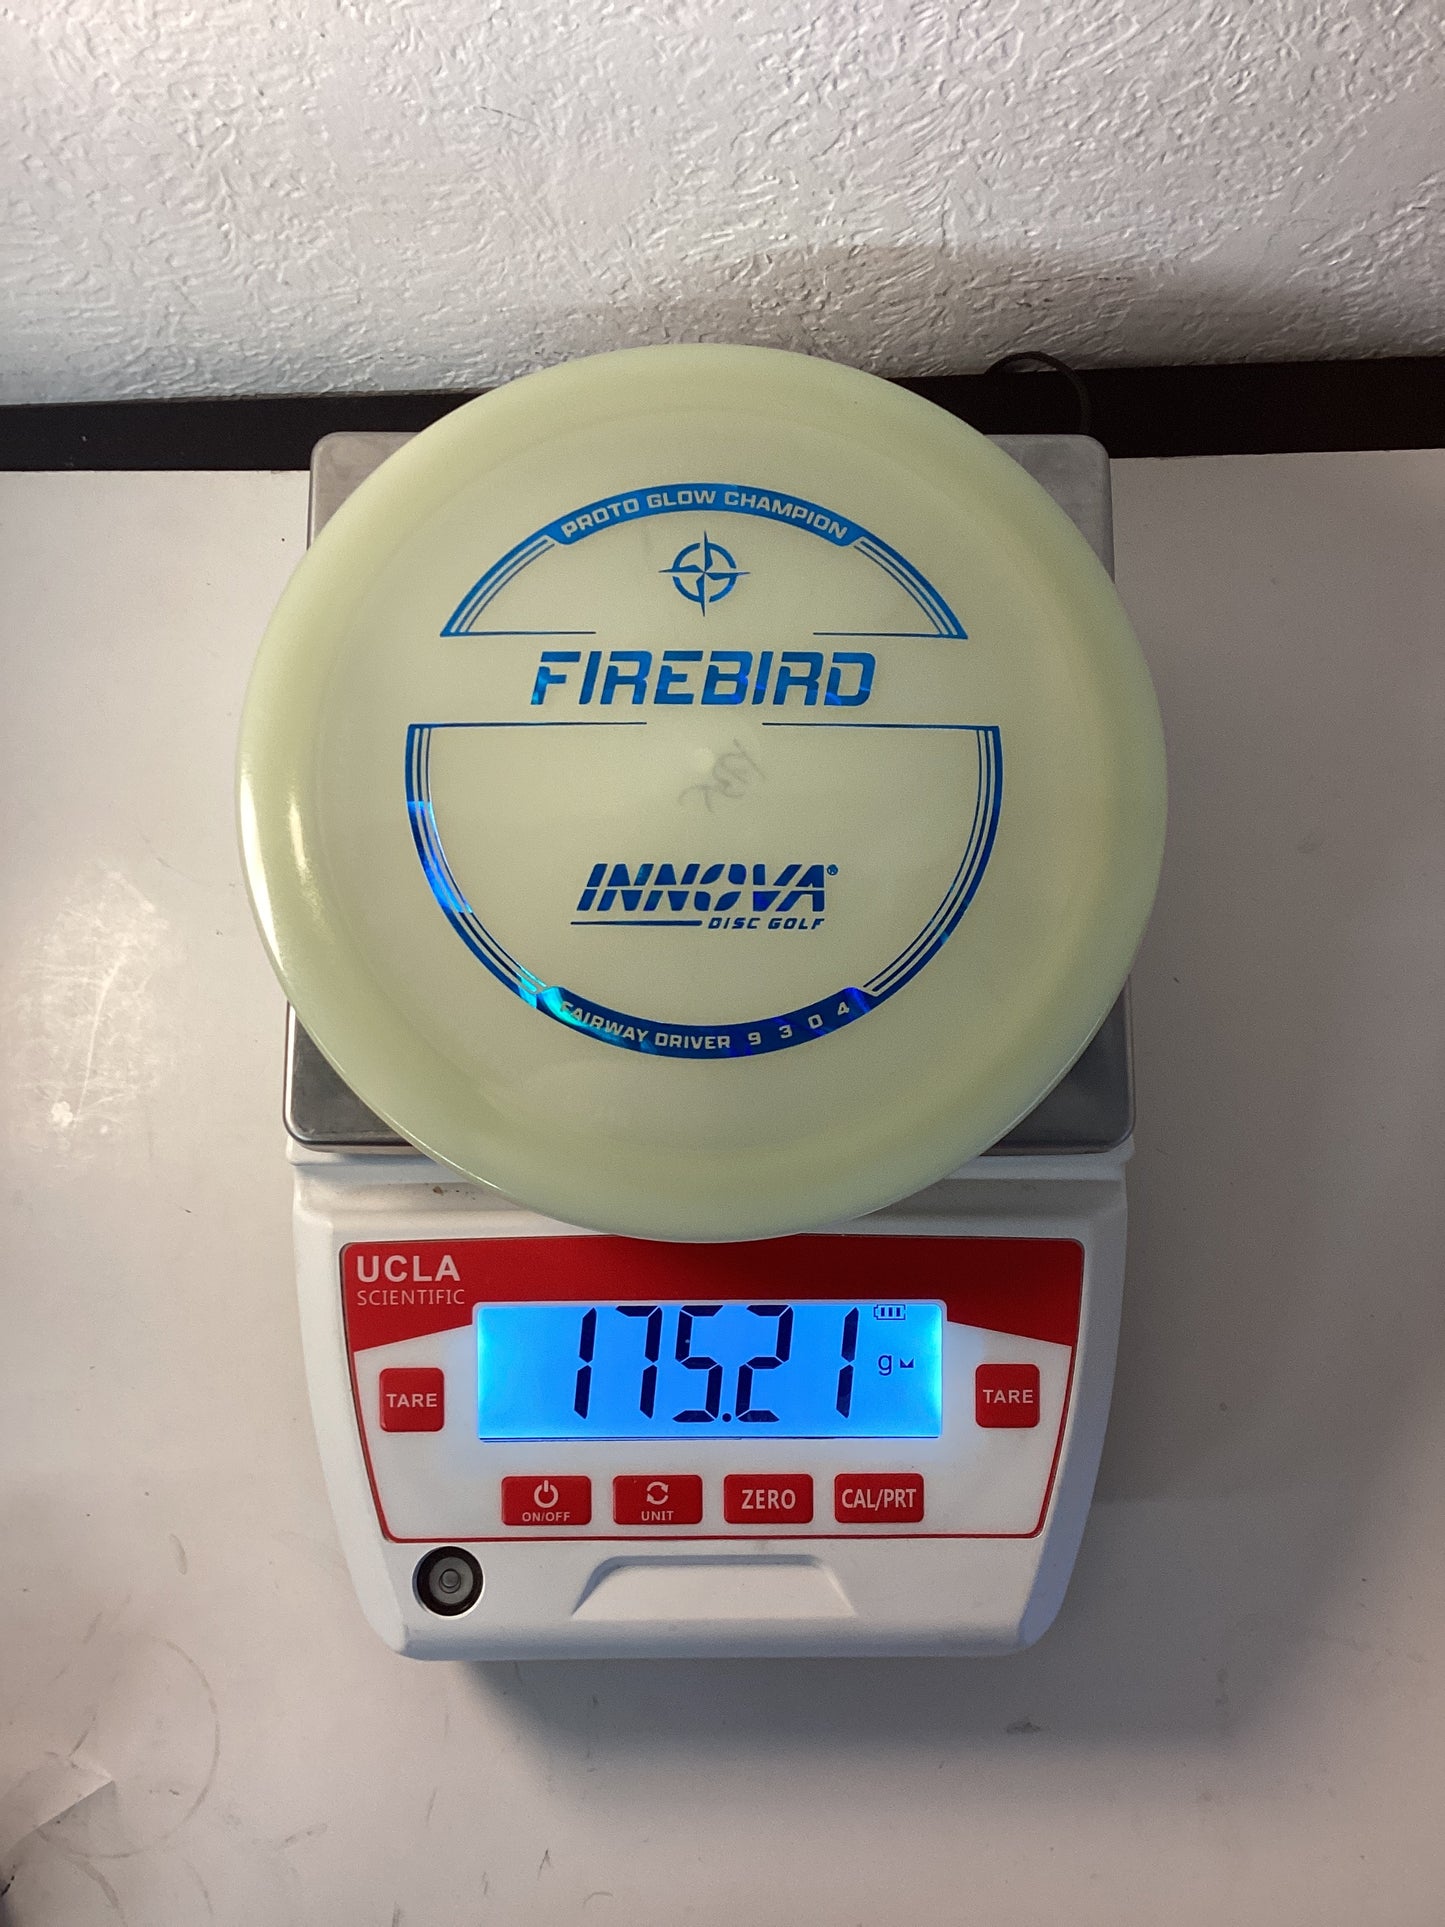 PROTO GLOW CHAMPION
FIREBIRD
INNOVA®
DISC GOLF
FAIRWAY DRIVER 9 3 0 4
UCLA
SCIENTIFIC
175.21
g
TARE
TARE
ON/OFF
UNIT
ZERO
CAL/PRT